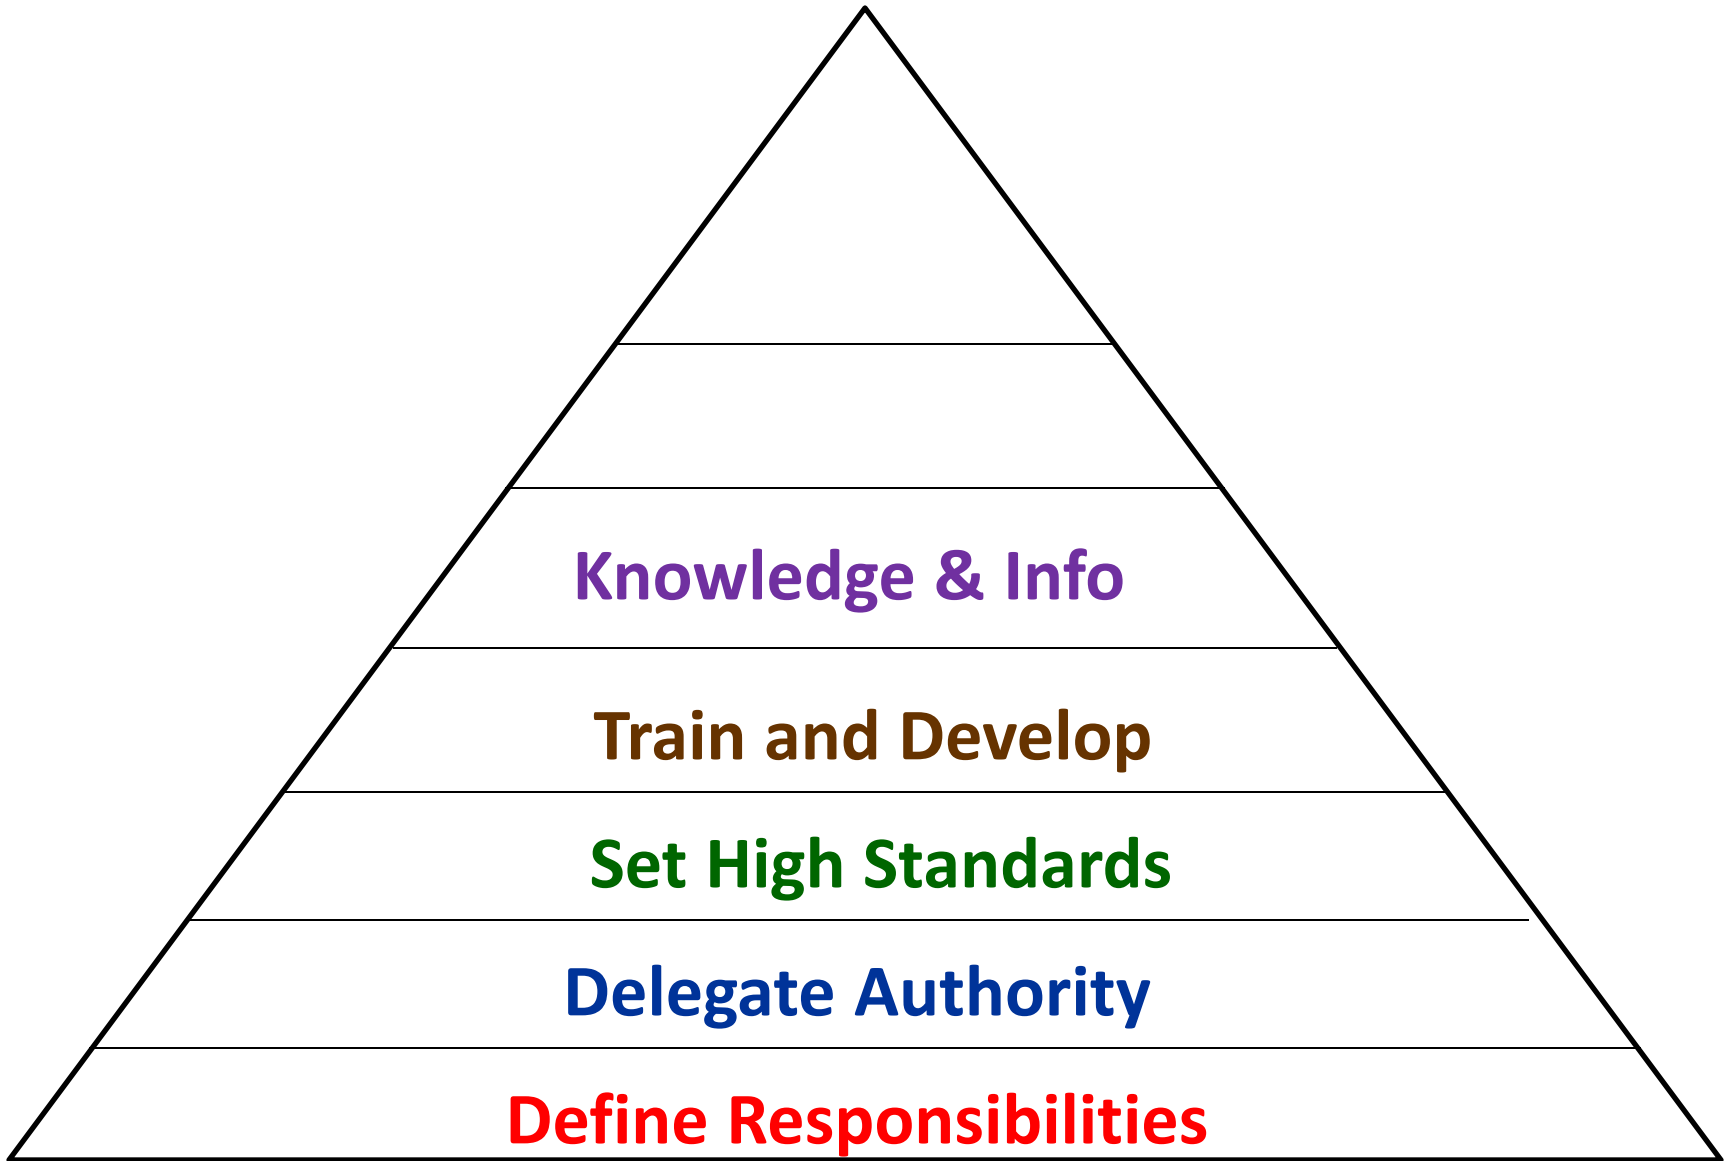 Knowledge & Info
Train and Develop
Set High Standards
Delegate Authority
Define Responsibilities